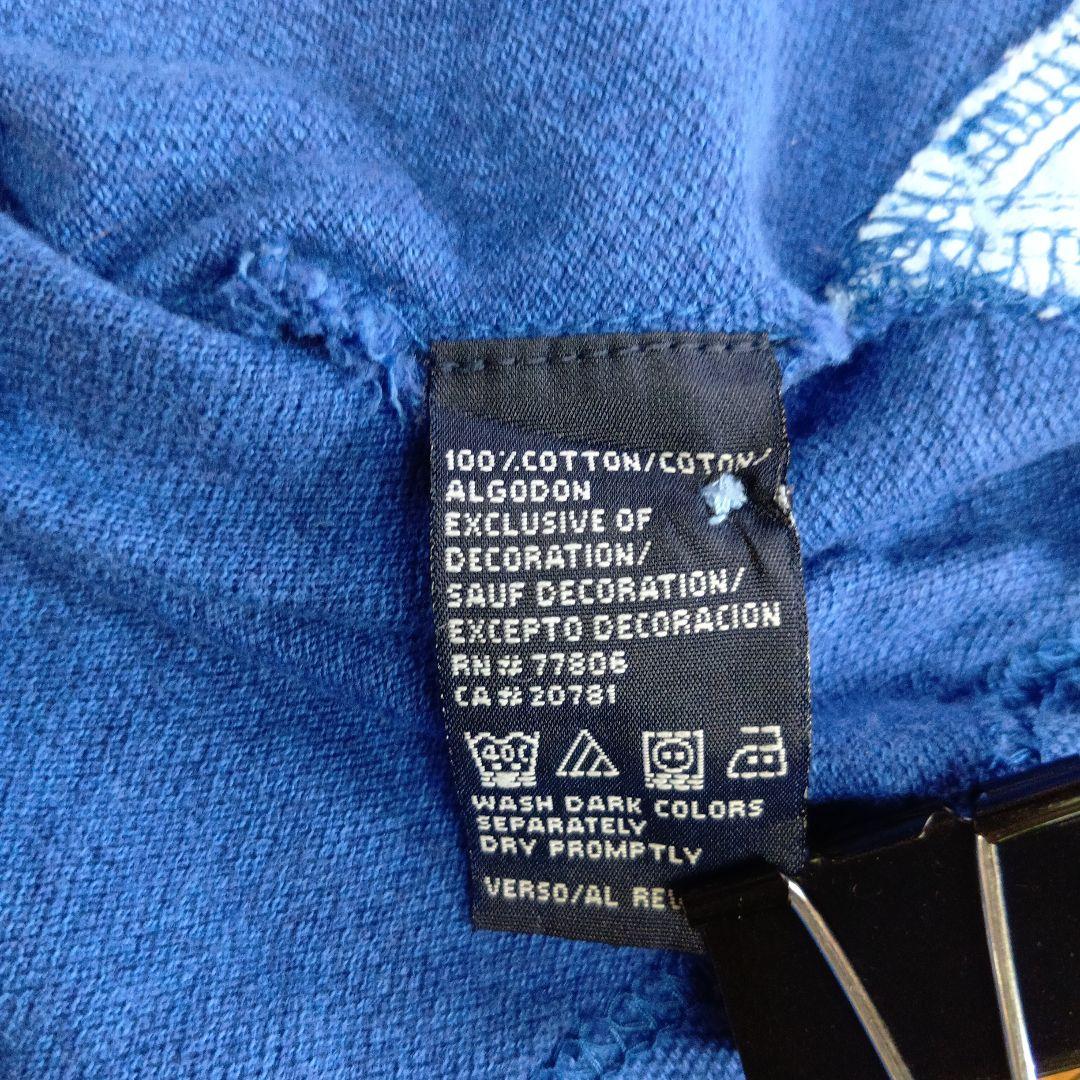 100%COTTON/COTON/
ALGODON
EXCLUSIVE OF
DECORATION/
SAUF DECORATION/
EXCEPTO DECORACION
RN# 77806
CA# 20781
40C
WASH DARK COLORS
SEPARATELY
DRY PROMPTLY
VERSO/AL